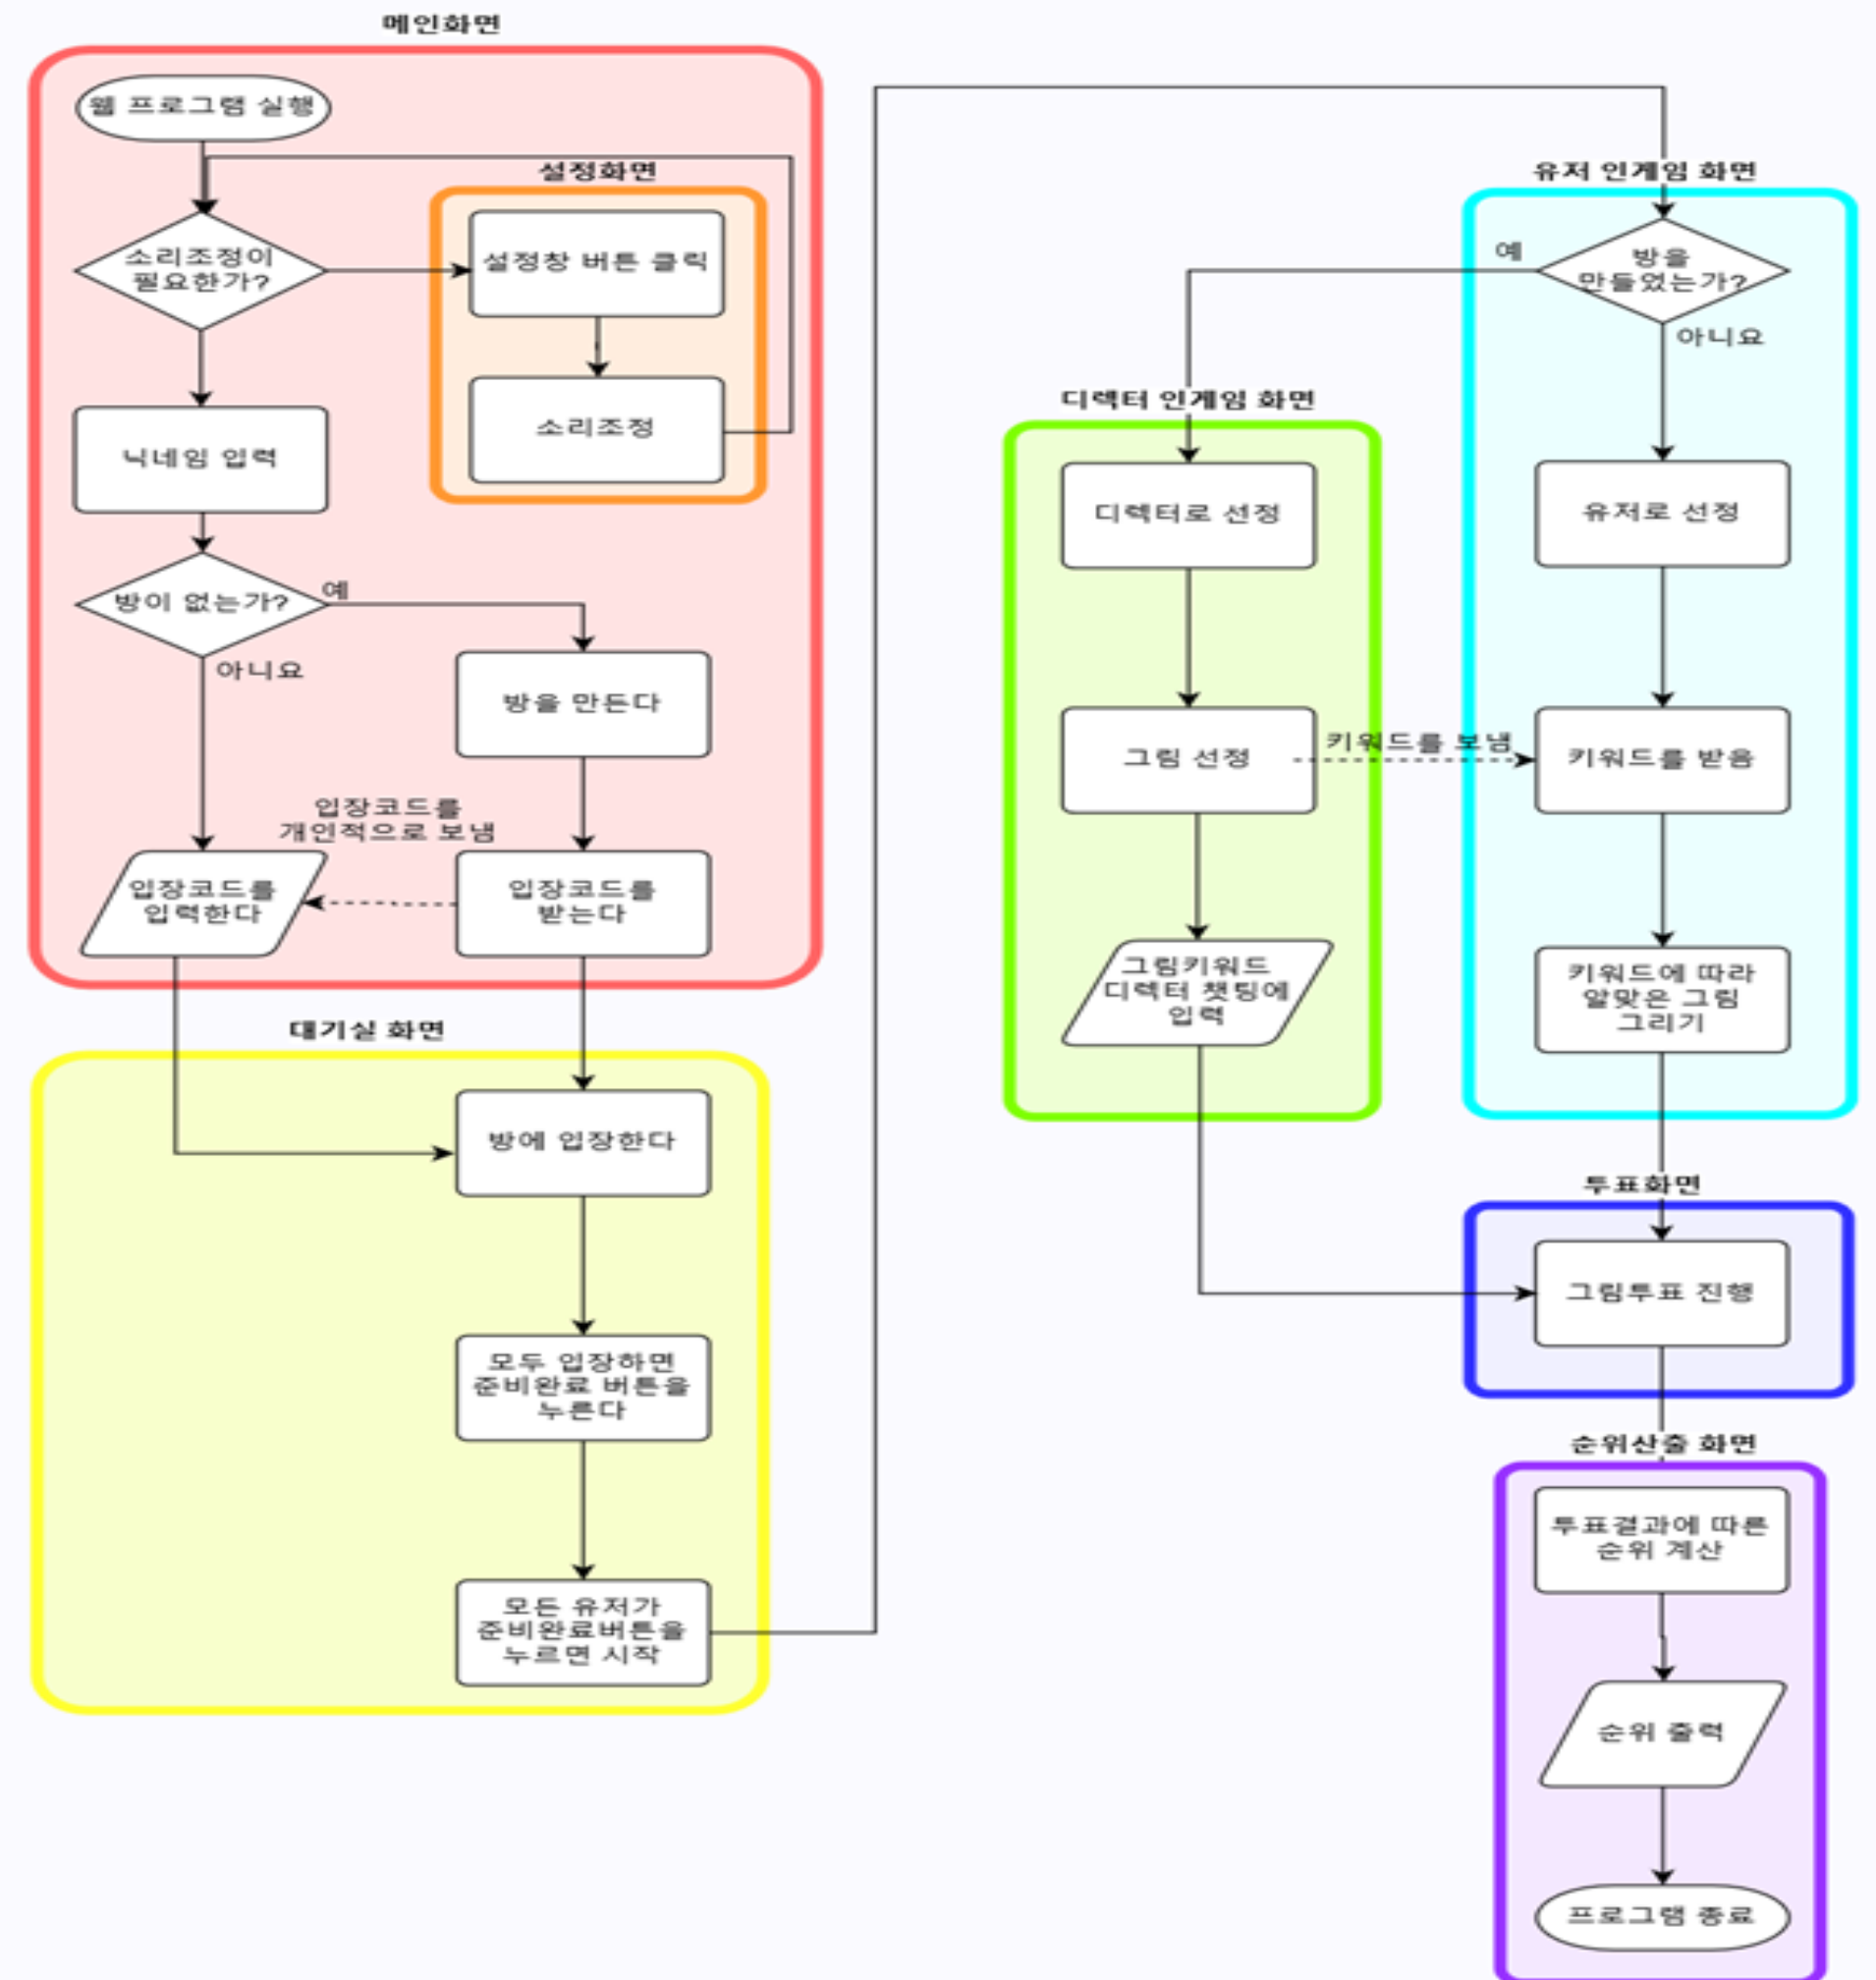 메인화면
웹 프로그램 실행
설정화면
소리조정이
필요한가?
설정창 버튼 클릭
소리조정
닉네임 입력
방이 없는가?
예
아니요
방을 만든다
입장코드를
개인적으로 보냄
입장코드를
입력한다
입장코드를
받는다
대기실 화면
방에 입장한다
모두 입장하면
준비완료 버튼을
누른다
모든 유저가
준비완료버튼을
누르면 시작
유저 인게임 화면
방을
만들었는가?
예
아니요
디렉터 인게임 화면
디렉터로 선정
유저로 선정
그림 선정
키워드를 보냄
키워드를 받음
그림키워드
디렉터 챗팅에
입력
키워드에 따라
알맞은 그림
그리기
투표화면
그림투표 진행
순위산출 화면
투표결과에 따른
순위 계산
순위 출력
프로그램 종료